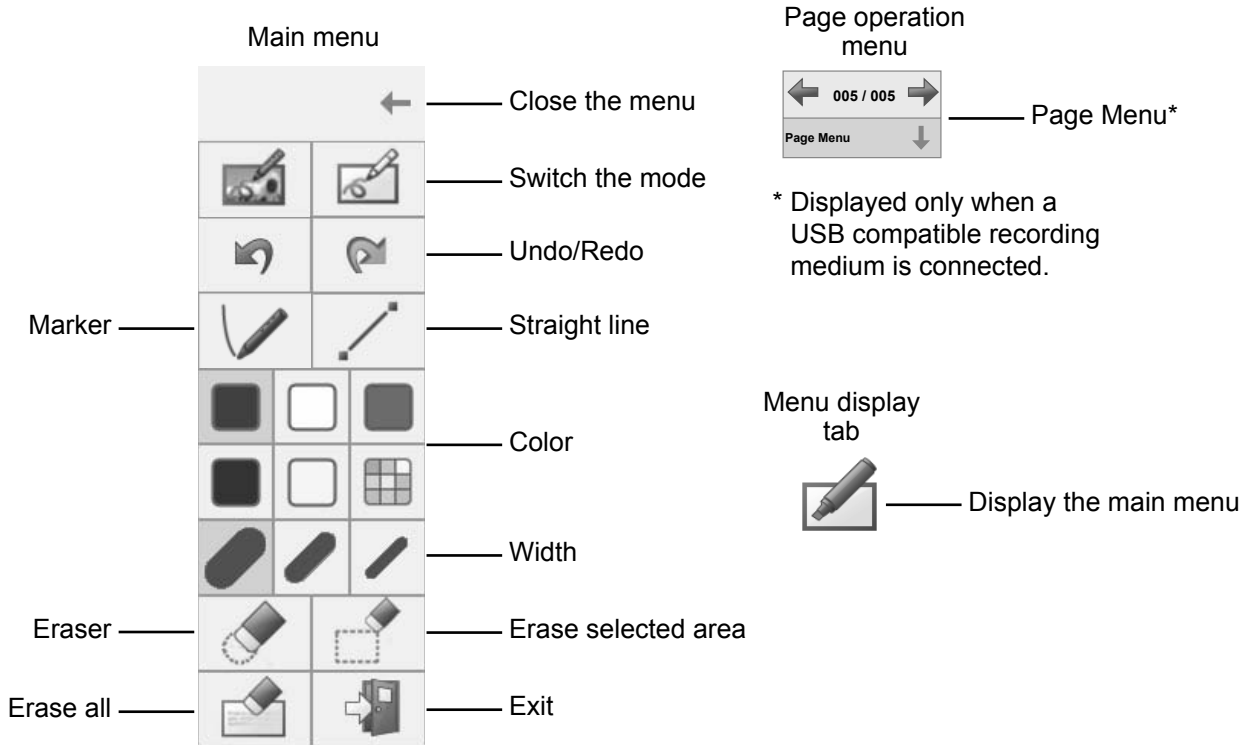 Main menu
Close the menu
Switch the mode
Undo/Redo
Marker
Straight line
Color
Width
Eraser
Erase selected area
Erase all
Exit
Page operation
menu
005 / 005
Page Menu
Page Menu*
* Displayed only when a
USB compatible recording
medium is connected.
Menu display
tab
Display the main menu